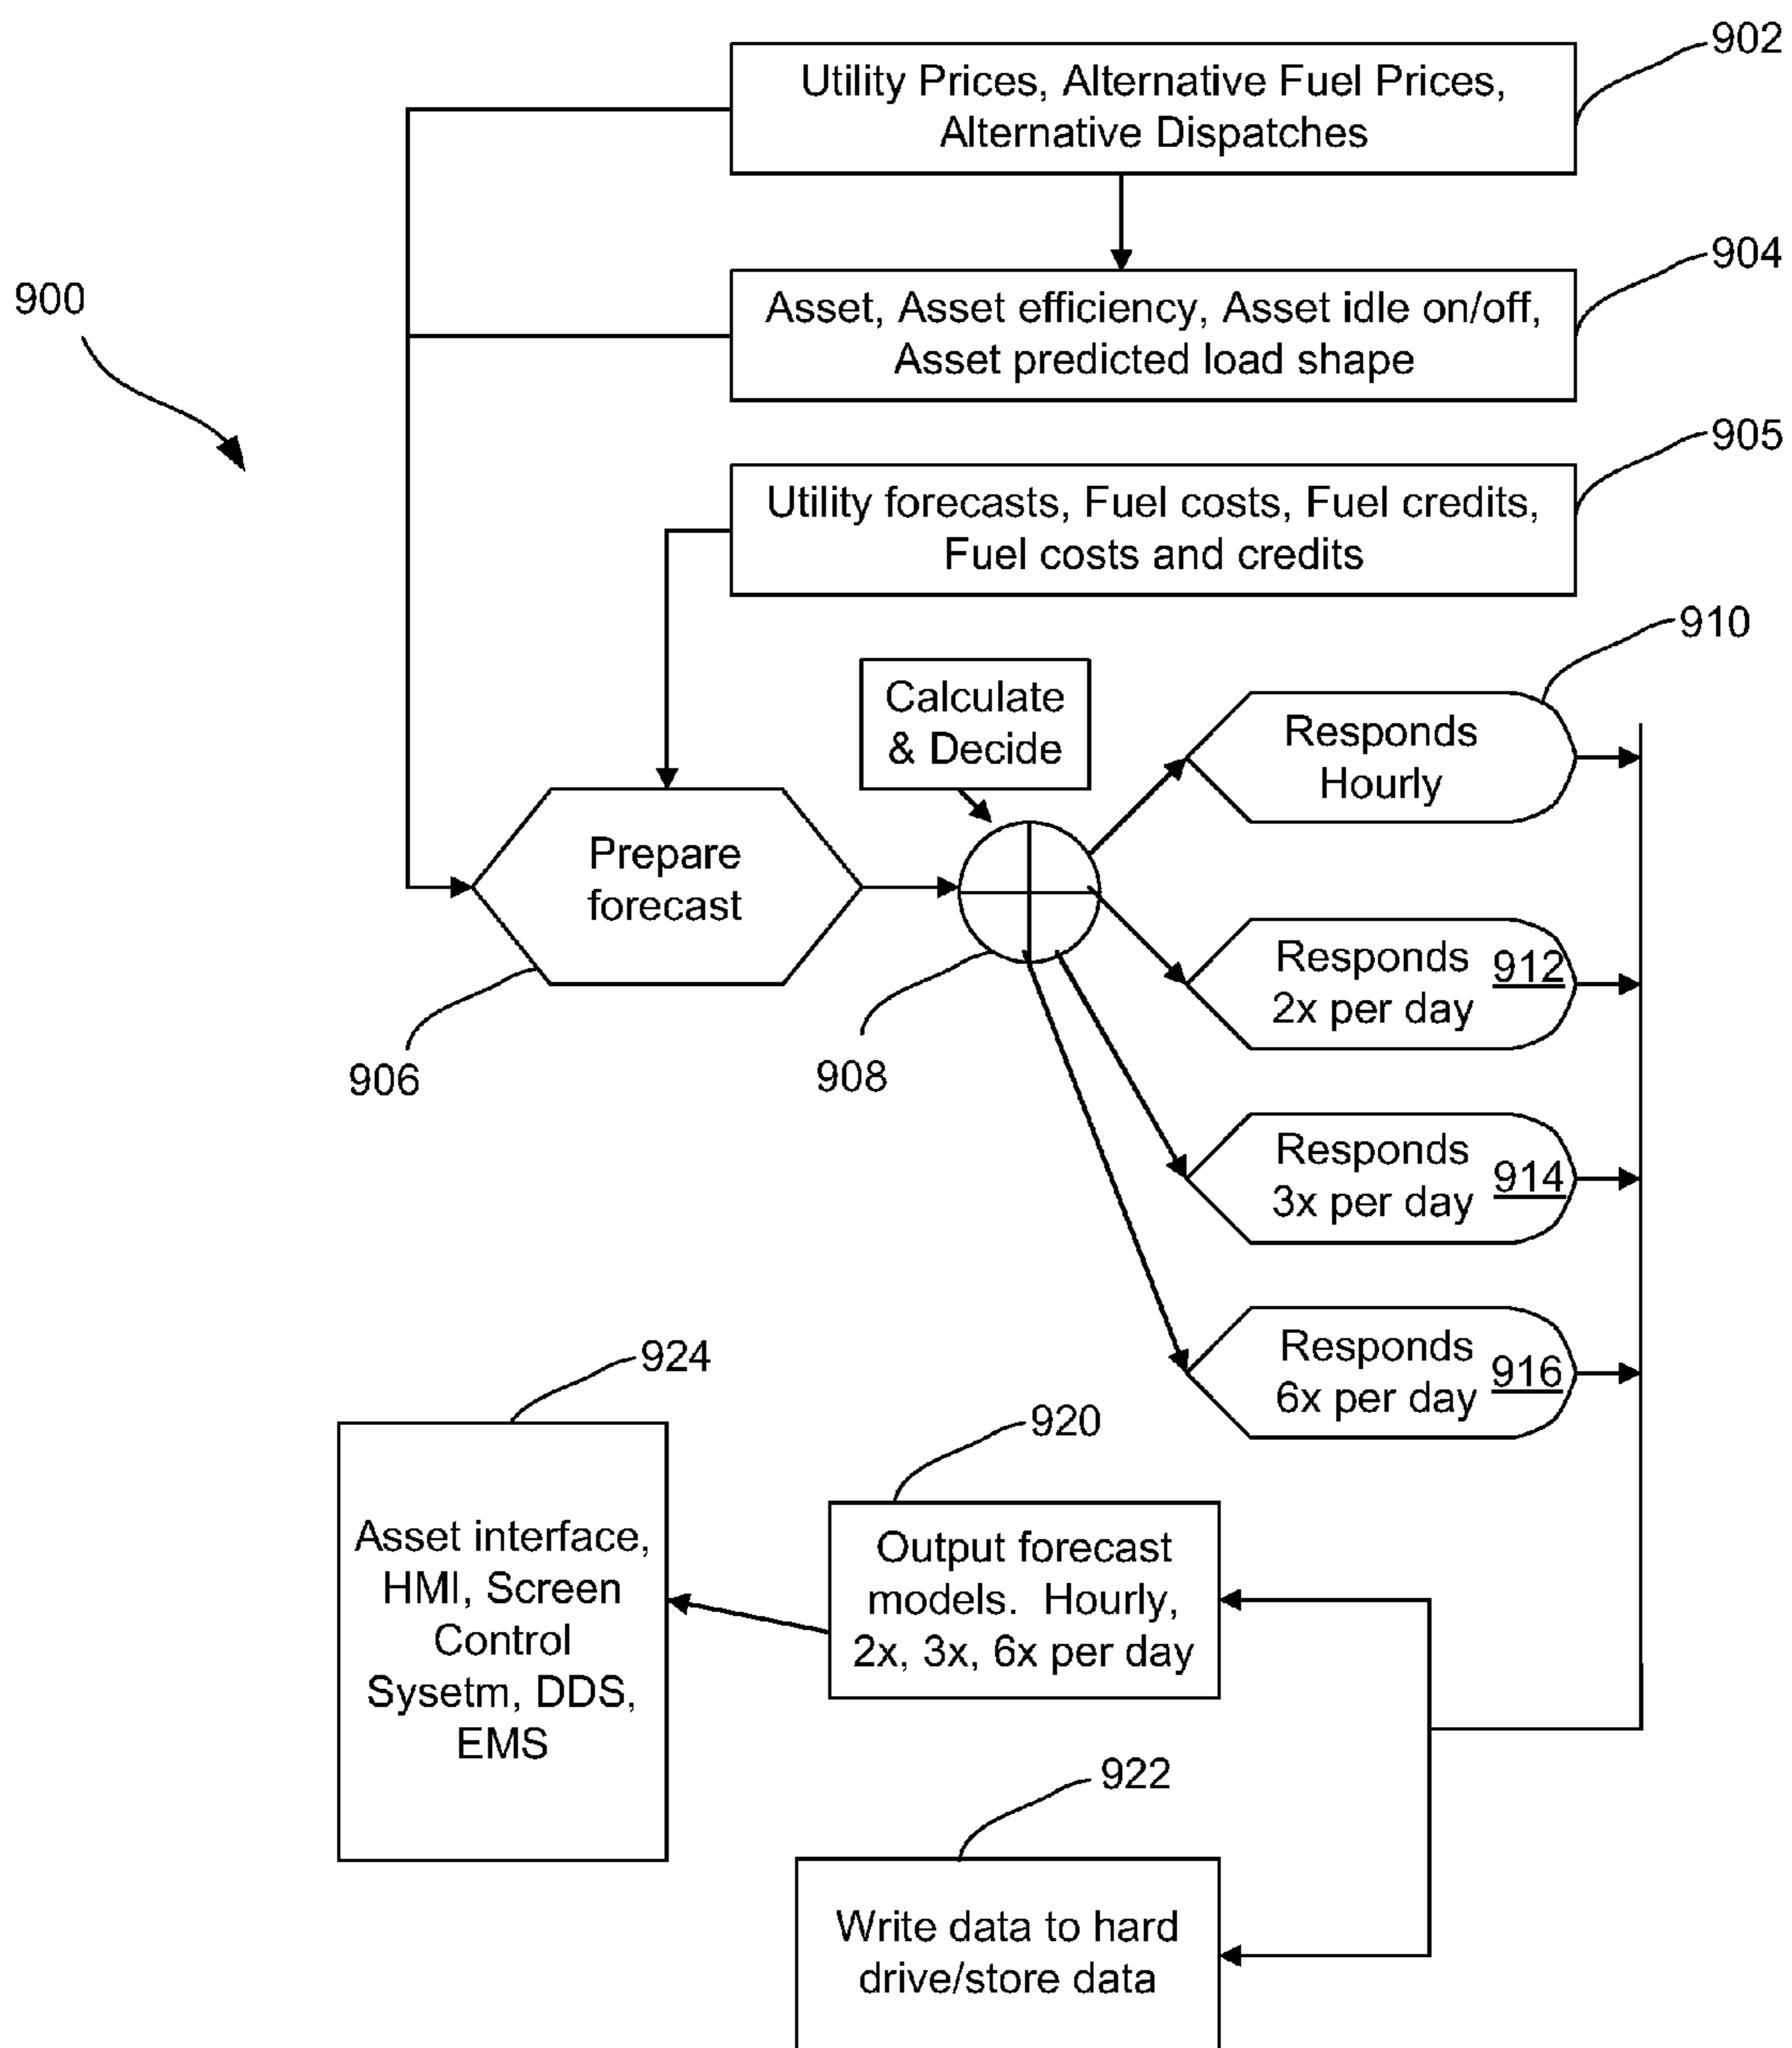 902
Utility Prices, Alternative Fuel Prices,
Alternative Dispatches
904
900
Asset, Asset efficiency, Asset idle on/off,
Asset predicted load shape
905
Utility forecasts, Fuel costs, Fuel credits,
Fuel costs and credits
910
Calculate
& Decide
Responds
Hourly
Prepare
forecast
Responds
2x per day
912
906
908
Responds
3x per day
914
Responds
6x per day
916
924
920
Asset interface,
HMI, Screen
Control
Sysetm, DDS,
EMS
Output forecast
models. Hourly,
2x, 3x, 6x per day
922
Write data to hard
drive/store data